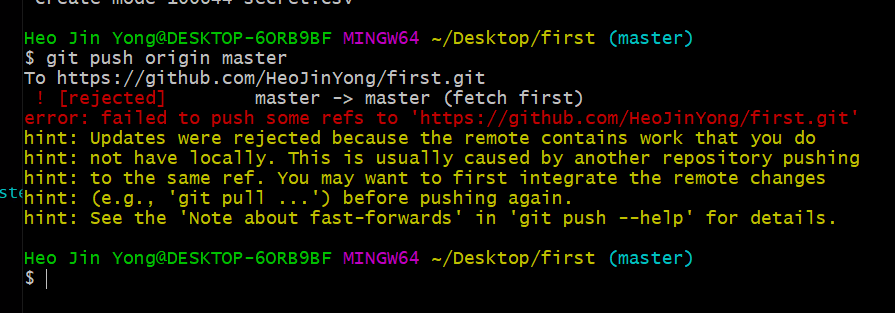 create mode 100644 secret.csv
Heo Jin Yong@DESKTOP-6ORB9BF MINGW64 ~/Desktop/first (master)
$ git push origin master
To https://github.com/HeoJinYong/first.git
 ! [rejected]        master -> master (fetch first)
error: failed to push some refs to 'https://github.com/HeoJinYong/first.git'
hint: Updates were rejected because the remote contains work that you do
hint: not have locally. This is usually caused by another repository pushing
hint: to the same ref. You may want to first integrate the remote changes
hint: (e.g., 'git pull ...') before pushing again.
hint: See the 'Note about fast-forwards' in 'git push --help' for details.
Heo Jin Yong@DESKTOP-6ORB9BF MINGW64 ~/Desktop/first (master)
$